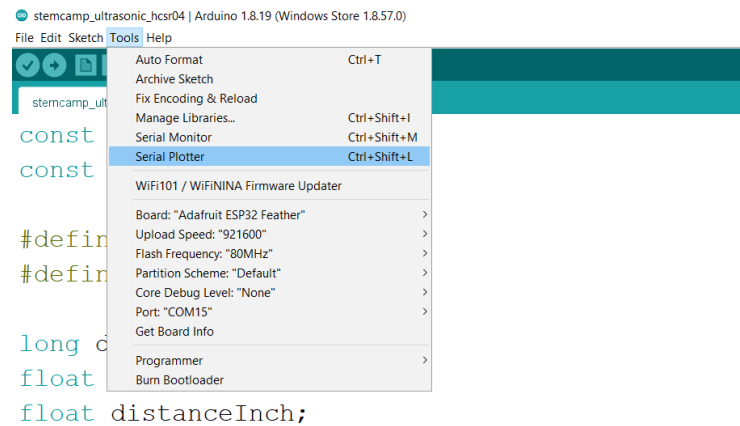 stemcamp_ultrasonic_hcsr04 | Arduino 1.8.19 (Windows Store 1.8.57.0)
File Edit Sketch Tools Help
Auto Format Ctrl+T
Archive Sketch
Fix Encoding & Reload
Manage Libraries... Ctrl+Shift+I
Serial Monitor Ctrl+Shift+M
Serial Plotter Ctrl+Shift+L
WiFi101 / WiFiNINA Firmware Updater
Board: "Adafruit ESP32 Feather"
Upload Speed: "921600"
Flash Frequency: "80MHz"
Partition Scheme: "Default"
Core Debug Level: "None"
Port: "COM15"
Get Board Info
Programmer
Burn Bootloader
stemcamp_ult
const
const
#defin
#defin
long d
float
float distanceInch;